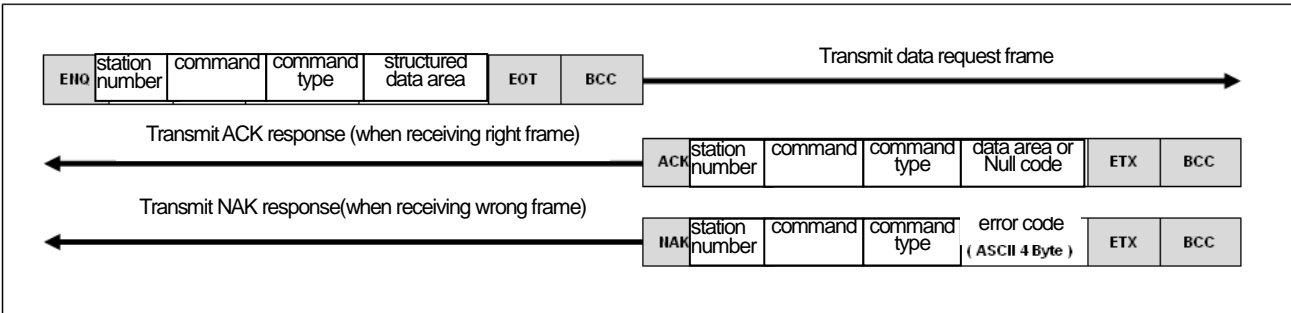 ENQ station number command command type structured data area EOT BCC
Transmit data request frame
Transmit ACK response (when receiving right frame)
ACK station number command command type data area or Null code ETX BCC
Transmit NAK response(when receiving wrong frame)
NAK station number command command type error code ( ASCII 4 Byte ) ETX BCC